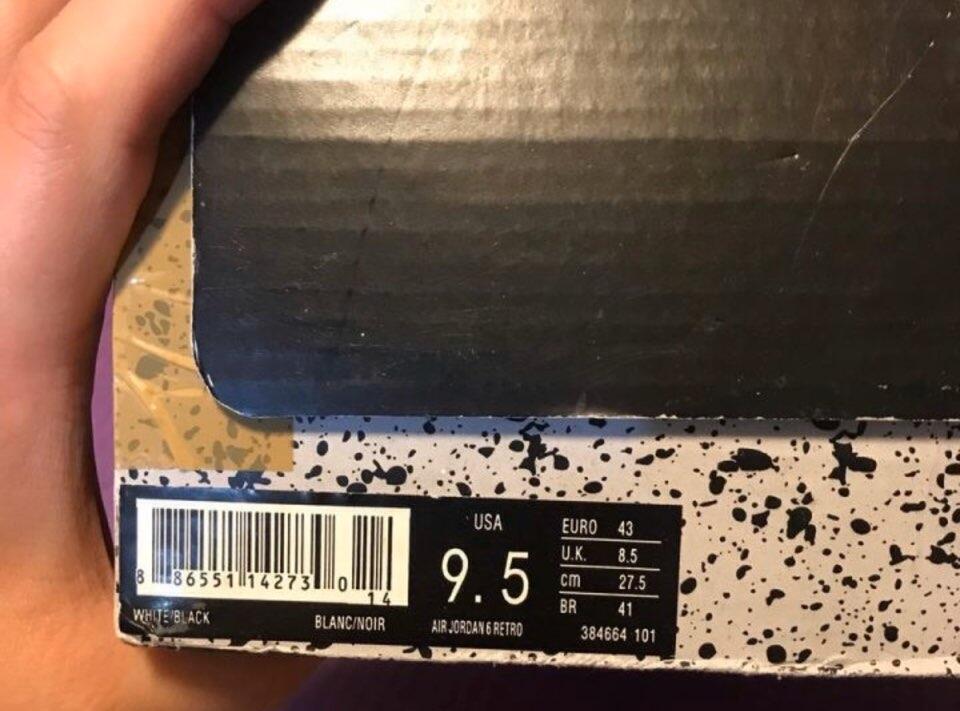 8 86551 14273 0
14
WHITE/BLACK BLANC/NOIR
USA
9.5
AIR JORDAN 6 RETRO
EURO 43
U.K. 8.5
cm 27.5
BR 41
384664 101